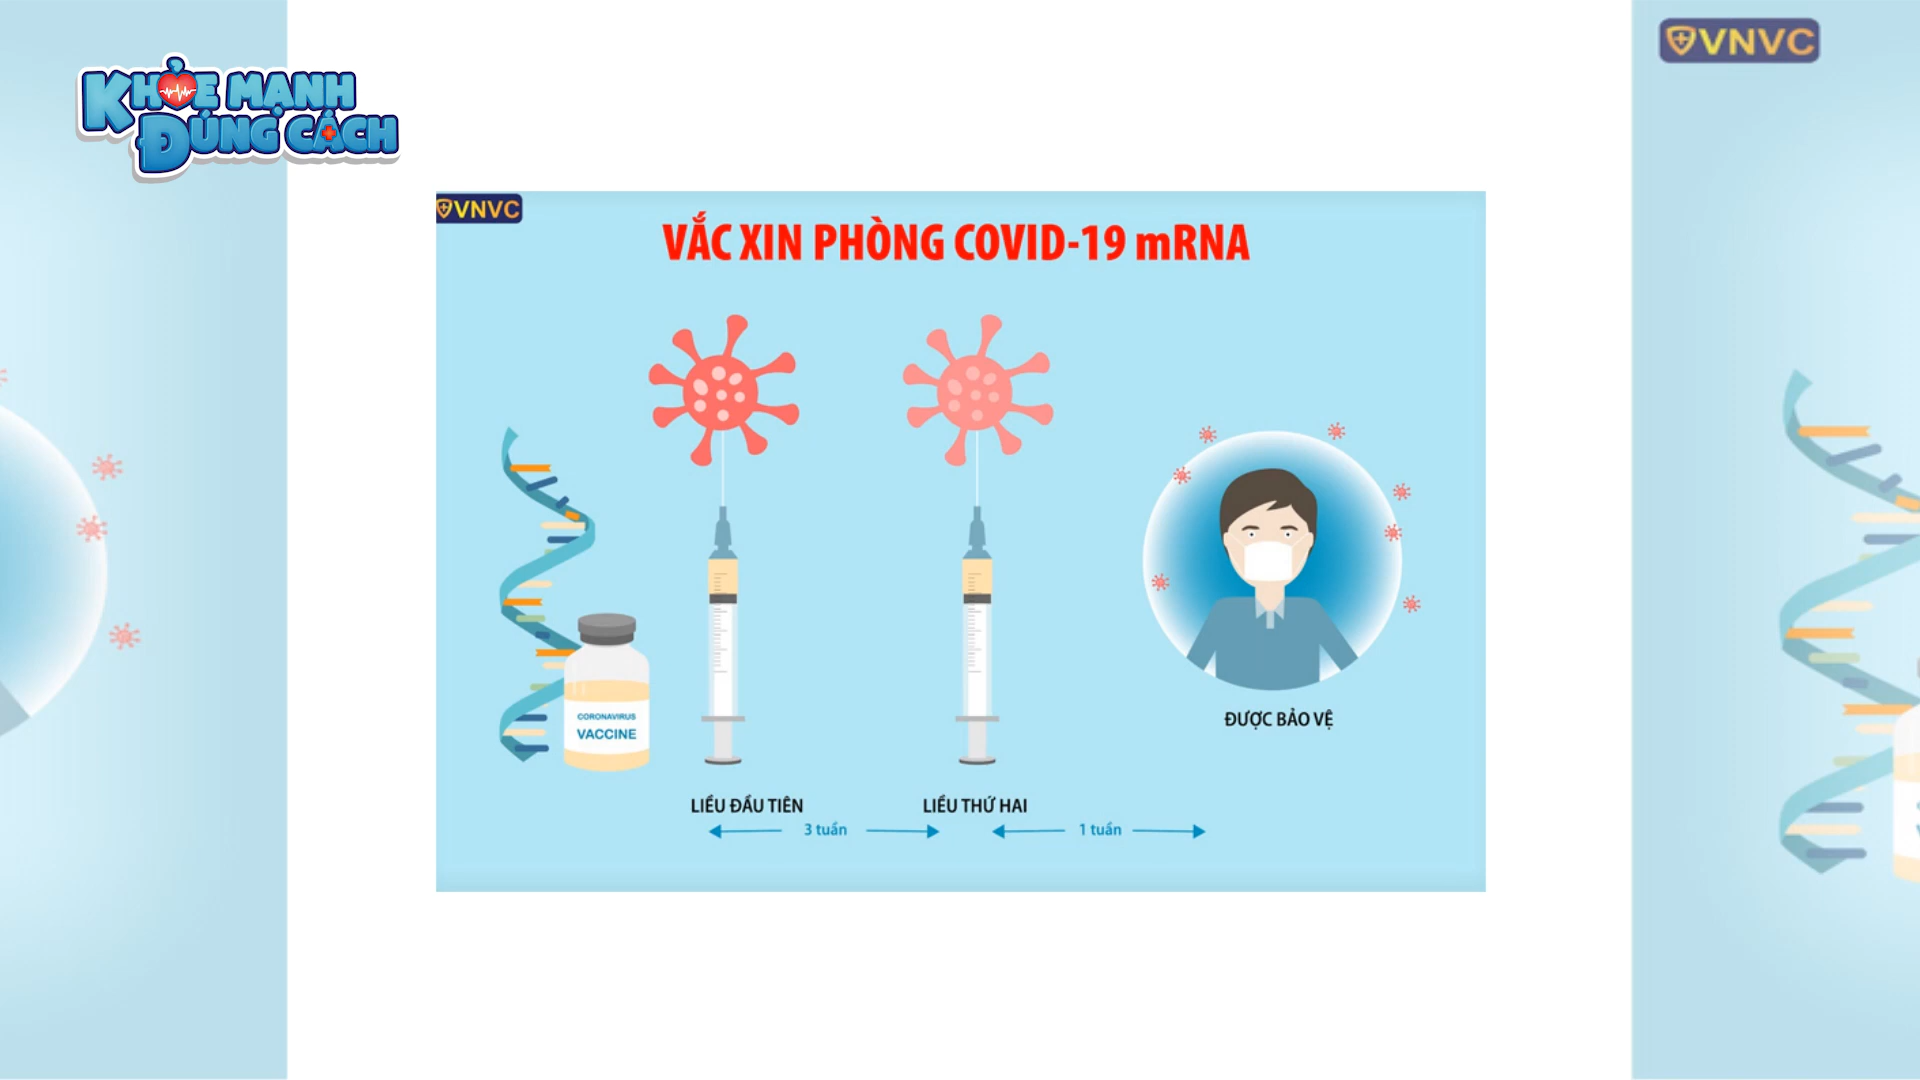 KHỎE MẠNH
ĐÚNG CÁCH
VNVC
VNVC
VẮC XIN PHÒNG COVID-19 mRNA
CORONAVIRUS
VACCINE
ĐƯỢC BẢO VỆ
LIỀU ĐẦU TIÊN
LIỀU THỨ HAI
3 tuần
1 tuần